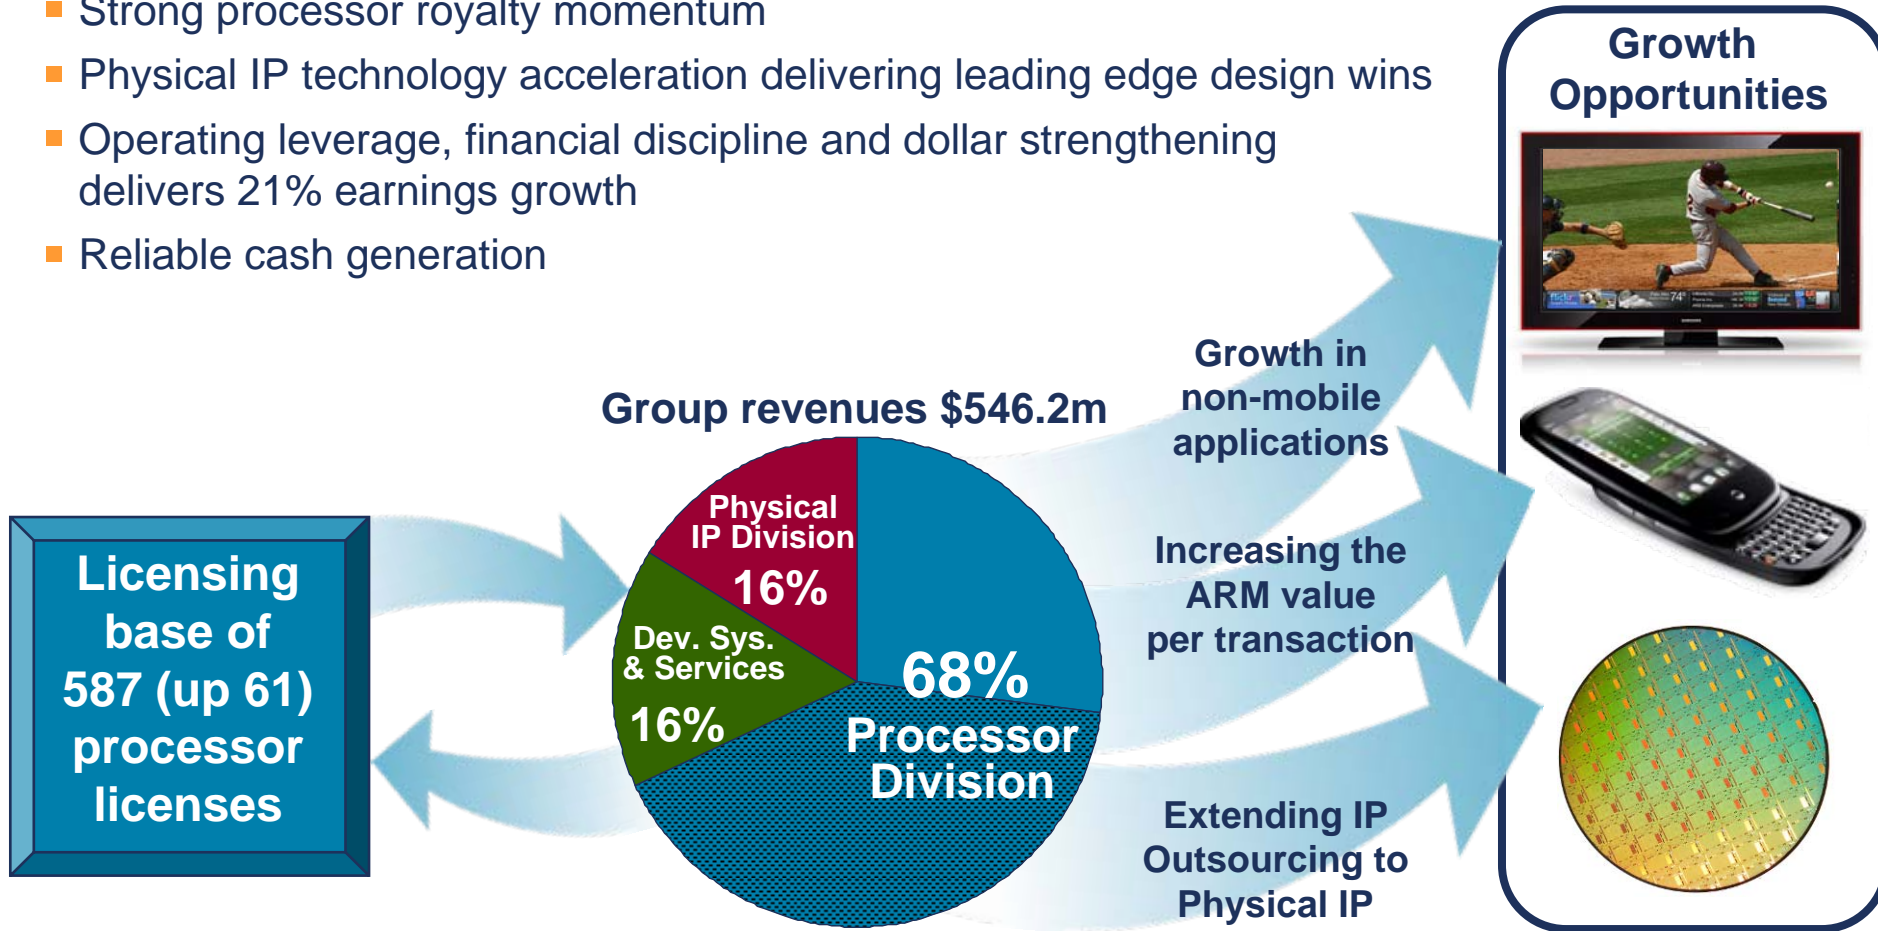 Strong processor royalty momentum
Physical IP technology acceleration delivering leading edge design wins
Operating leverage, financial discipline and dollar strengthening
delivers 21% earnings growth
Reliable cash generation
Growth
Opportunities
flickr
74°
SAMSUNG
Growth in
non-mobile
applications
Group revenues $546.2m
Physical
IP Division
16%
Dev. Sys.
& Services
16%
68%
Processor
Division
Licensing
base of
587 (up 61)
processor
licenses
Increasing the
ARM value
per transaction
Extending IP
Outsourcing to
Physical IP